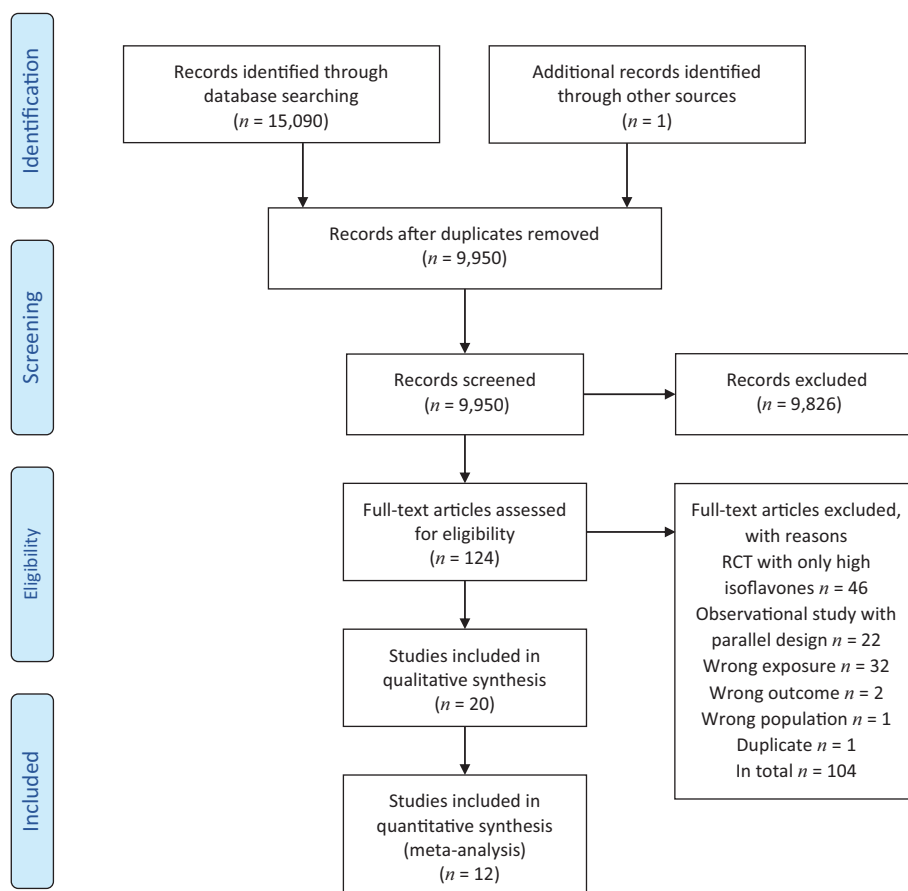 Identification
Records identified through
database searching
(n = 15,090)
Additional records identified
through other sources
(n = 1)
Records after duplicates removed
(n = 9,950)
Screening
Records screened
(n = 9,950)
Records excluded
(n = 9,826)
Eligibility
Full-text articles assessed
for eligibility
(n = 124)
Full-text articles excluded,
with reasons
RCT with only high
isoflavones n = 46
Observational study with
parallel design n = 22
Wrong exposure n = 32
Wrong outcome n = 2
Wrong population n = 1
Duplicate n = 1
In total n = 104
Studies included in
qualitative synthesis
(n = 20)
Included
Studies included in
quantitative synthesis
(meta-analysis)
(n = 12)